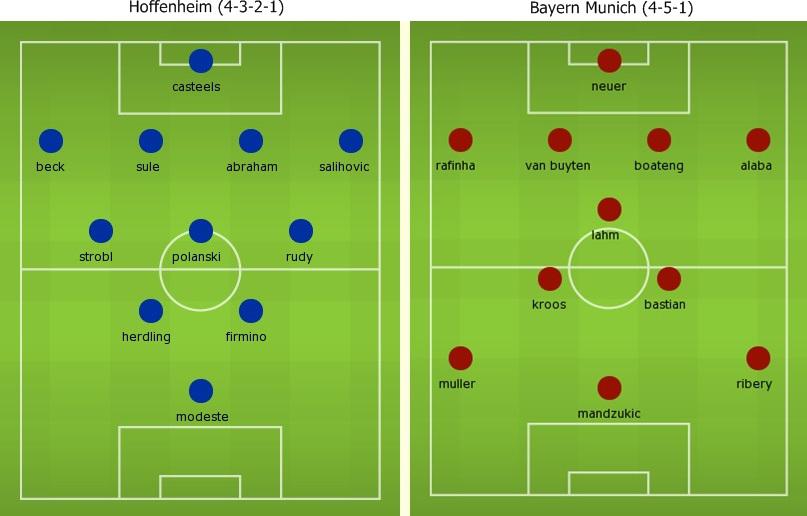 Hoffenheim (4-3-2-1)
casteels
beck sule abraham salihovic
strobl polanski rudy
herdling firmino
modeste
Bayern Munich (4-5-1)
neuer
rafinha van buyten boateng alaba
lahm
kroos bastian
muller ribery
mandzukic